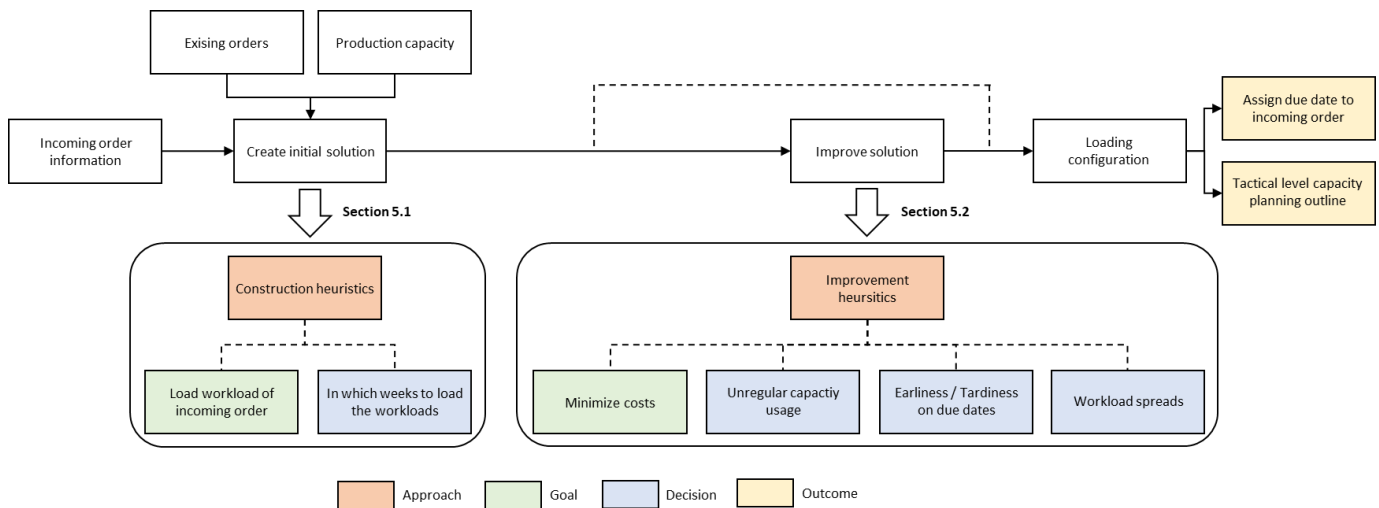 Exising orders
Production capacity
Incoming order
information
Create initial solution
Improve solution
Loading
configuration
Assign due date to
incoming order
Tactical level capacity
planning outline
Section 5.1
Section 5.2
Construction heuristics
Load workload of
incoming order
In which weeks to load
the workloads
Improvement
heursitics
Minimize costs
Unregular capactiy
usage
Earliness / Tardiness
on due dates
Workload spreads
Approach
Goal
Decision
Outcome